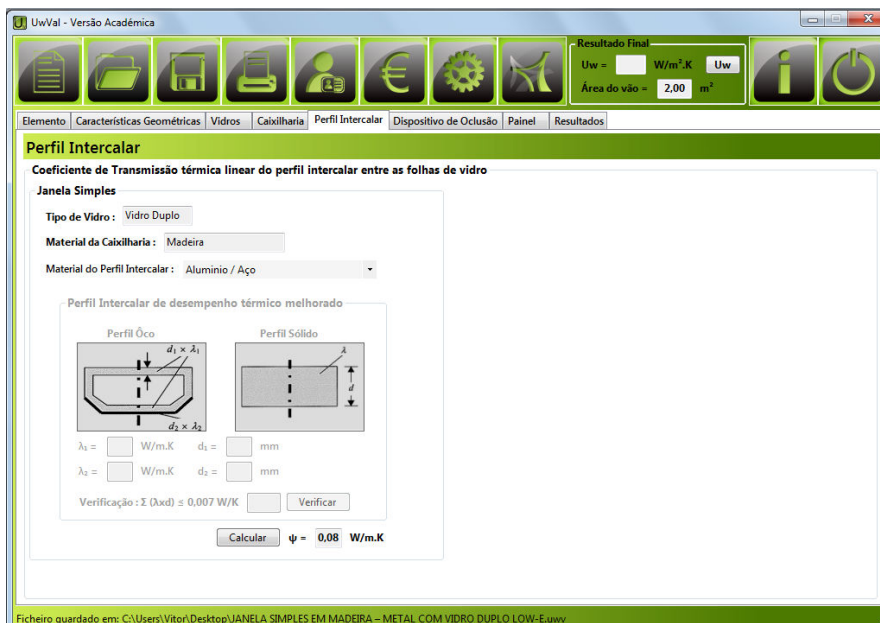 UwVal - Versão Académica
Resultado Final
Uw = W/m².K Uw
Área do vão = 2,00 m²
Elemento Características Geométricas Vidros Caixilharia Perfil Intercalar Dispositivo de Oclusão Painel Resultados
Perfil Intercalar
Coeficiente de Transmissão térmica linear do perfil intercalar entre as folhas de vidro
Janela Simples
Tipo de Vidro : Vidro Duplo
Material da Caixilharia : Madeira
Material do Perfil Intercalar : Aluminio / Aço
Perfil Intercalar de desempenho térmico melhorado
Perfil Ôco Perfil Sólido
d₁ × λ₁ λ
d
d₂ × λ₂
λ₁ = W/m.K d₁ = mm
λ₂ = W/m.K d₂ = mm
Verificação : Σ (λxd) ≤ 0,007 W/K Verificar
Calcular ψ = 0,08 W/m.K
Ficheiro guardado em: C:\Users\Vitor\Desktop\JANELA SIMPLES EM MADEIRA – METAL COM VIDRO DUPLO LOW-E.uwv